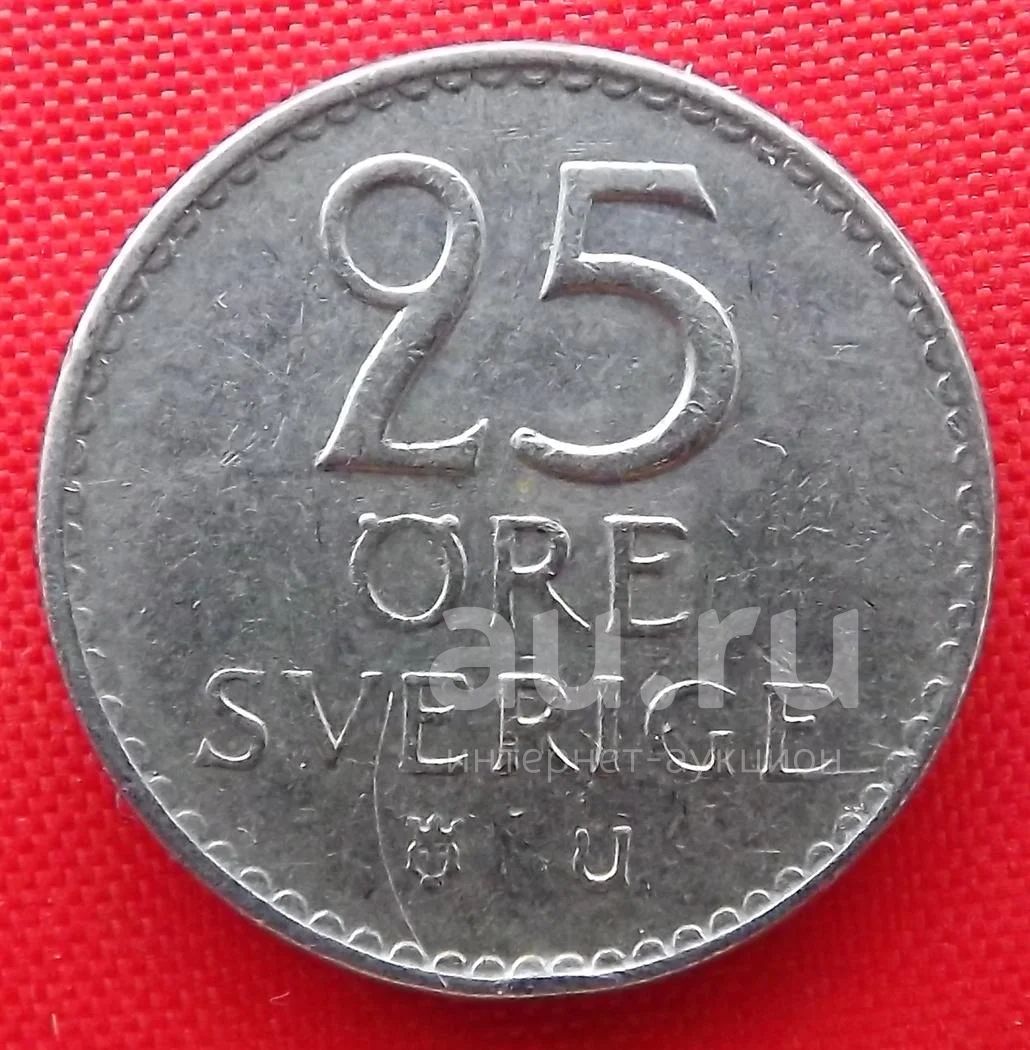 25
ÖRE
SVERIGE
U
au.ru
интернет-аукцион